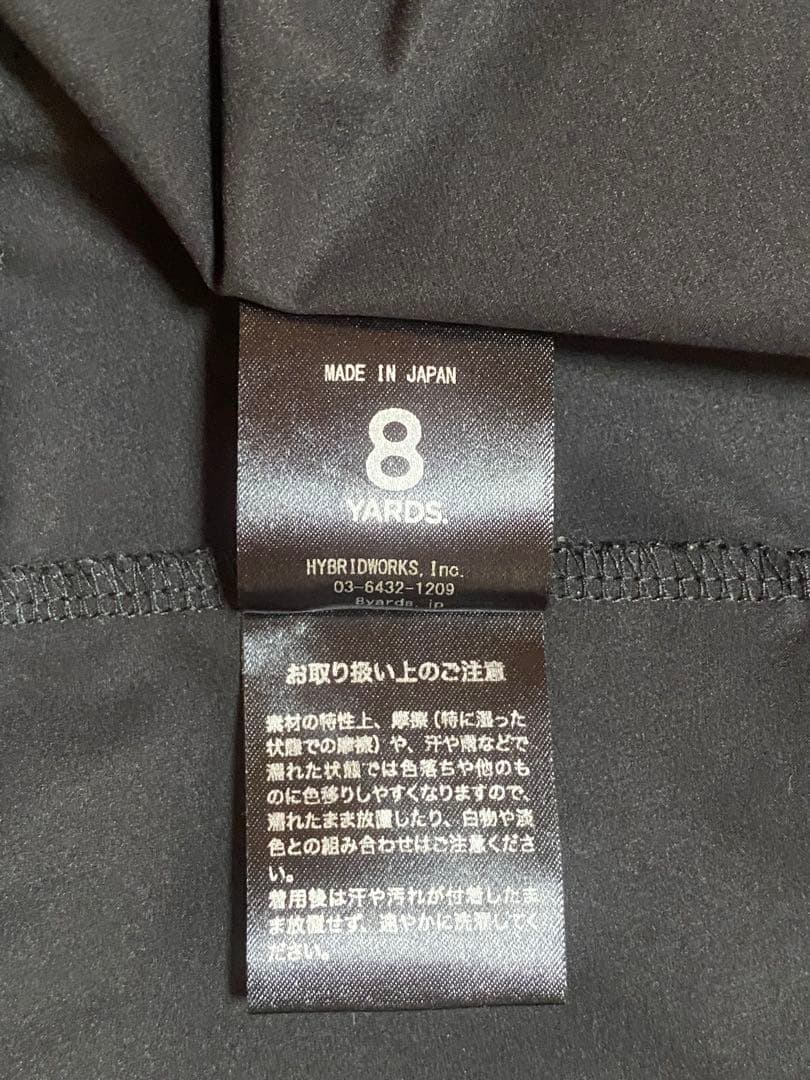 MADE IN JAPAN
8
YARDS.
HYBRIDWORKS, Inc.
03-6432-1209
8yards.jp
お取り扱い上のご注意
素材の特性上、摩擦(特に湿った
状態での摩擦)や、汗や雨などで
濡れた状態では色落ちや他のも
のに色移りしやすくなりますので、
濡れたまま放置したり、白物や淡
色との組み合わせはご注意くださ
い。
着用後は汗や汚れが付着したま
ま放置せず、速やかに洗濯してく
ださい。